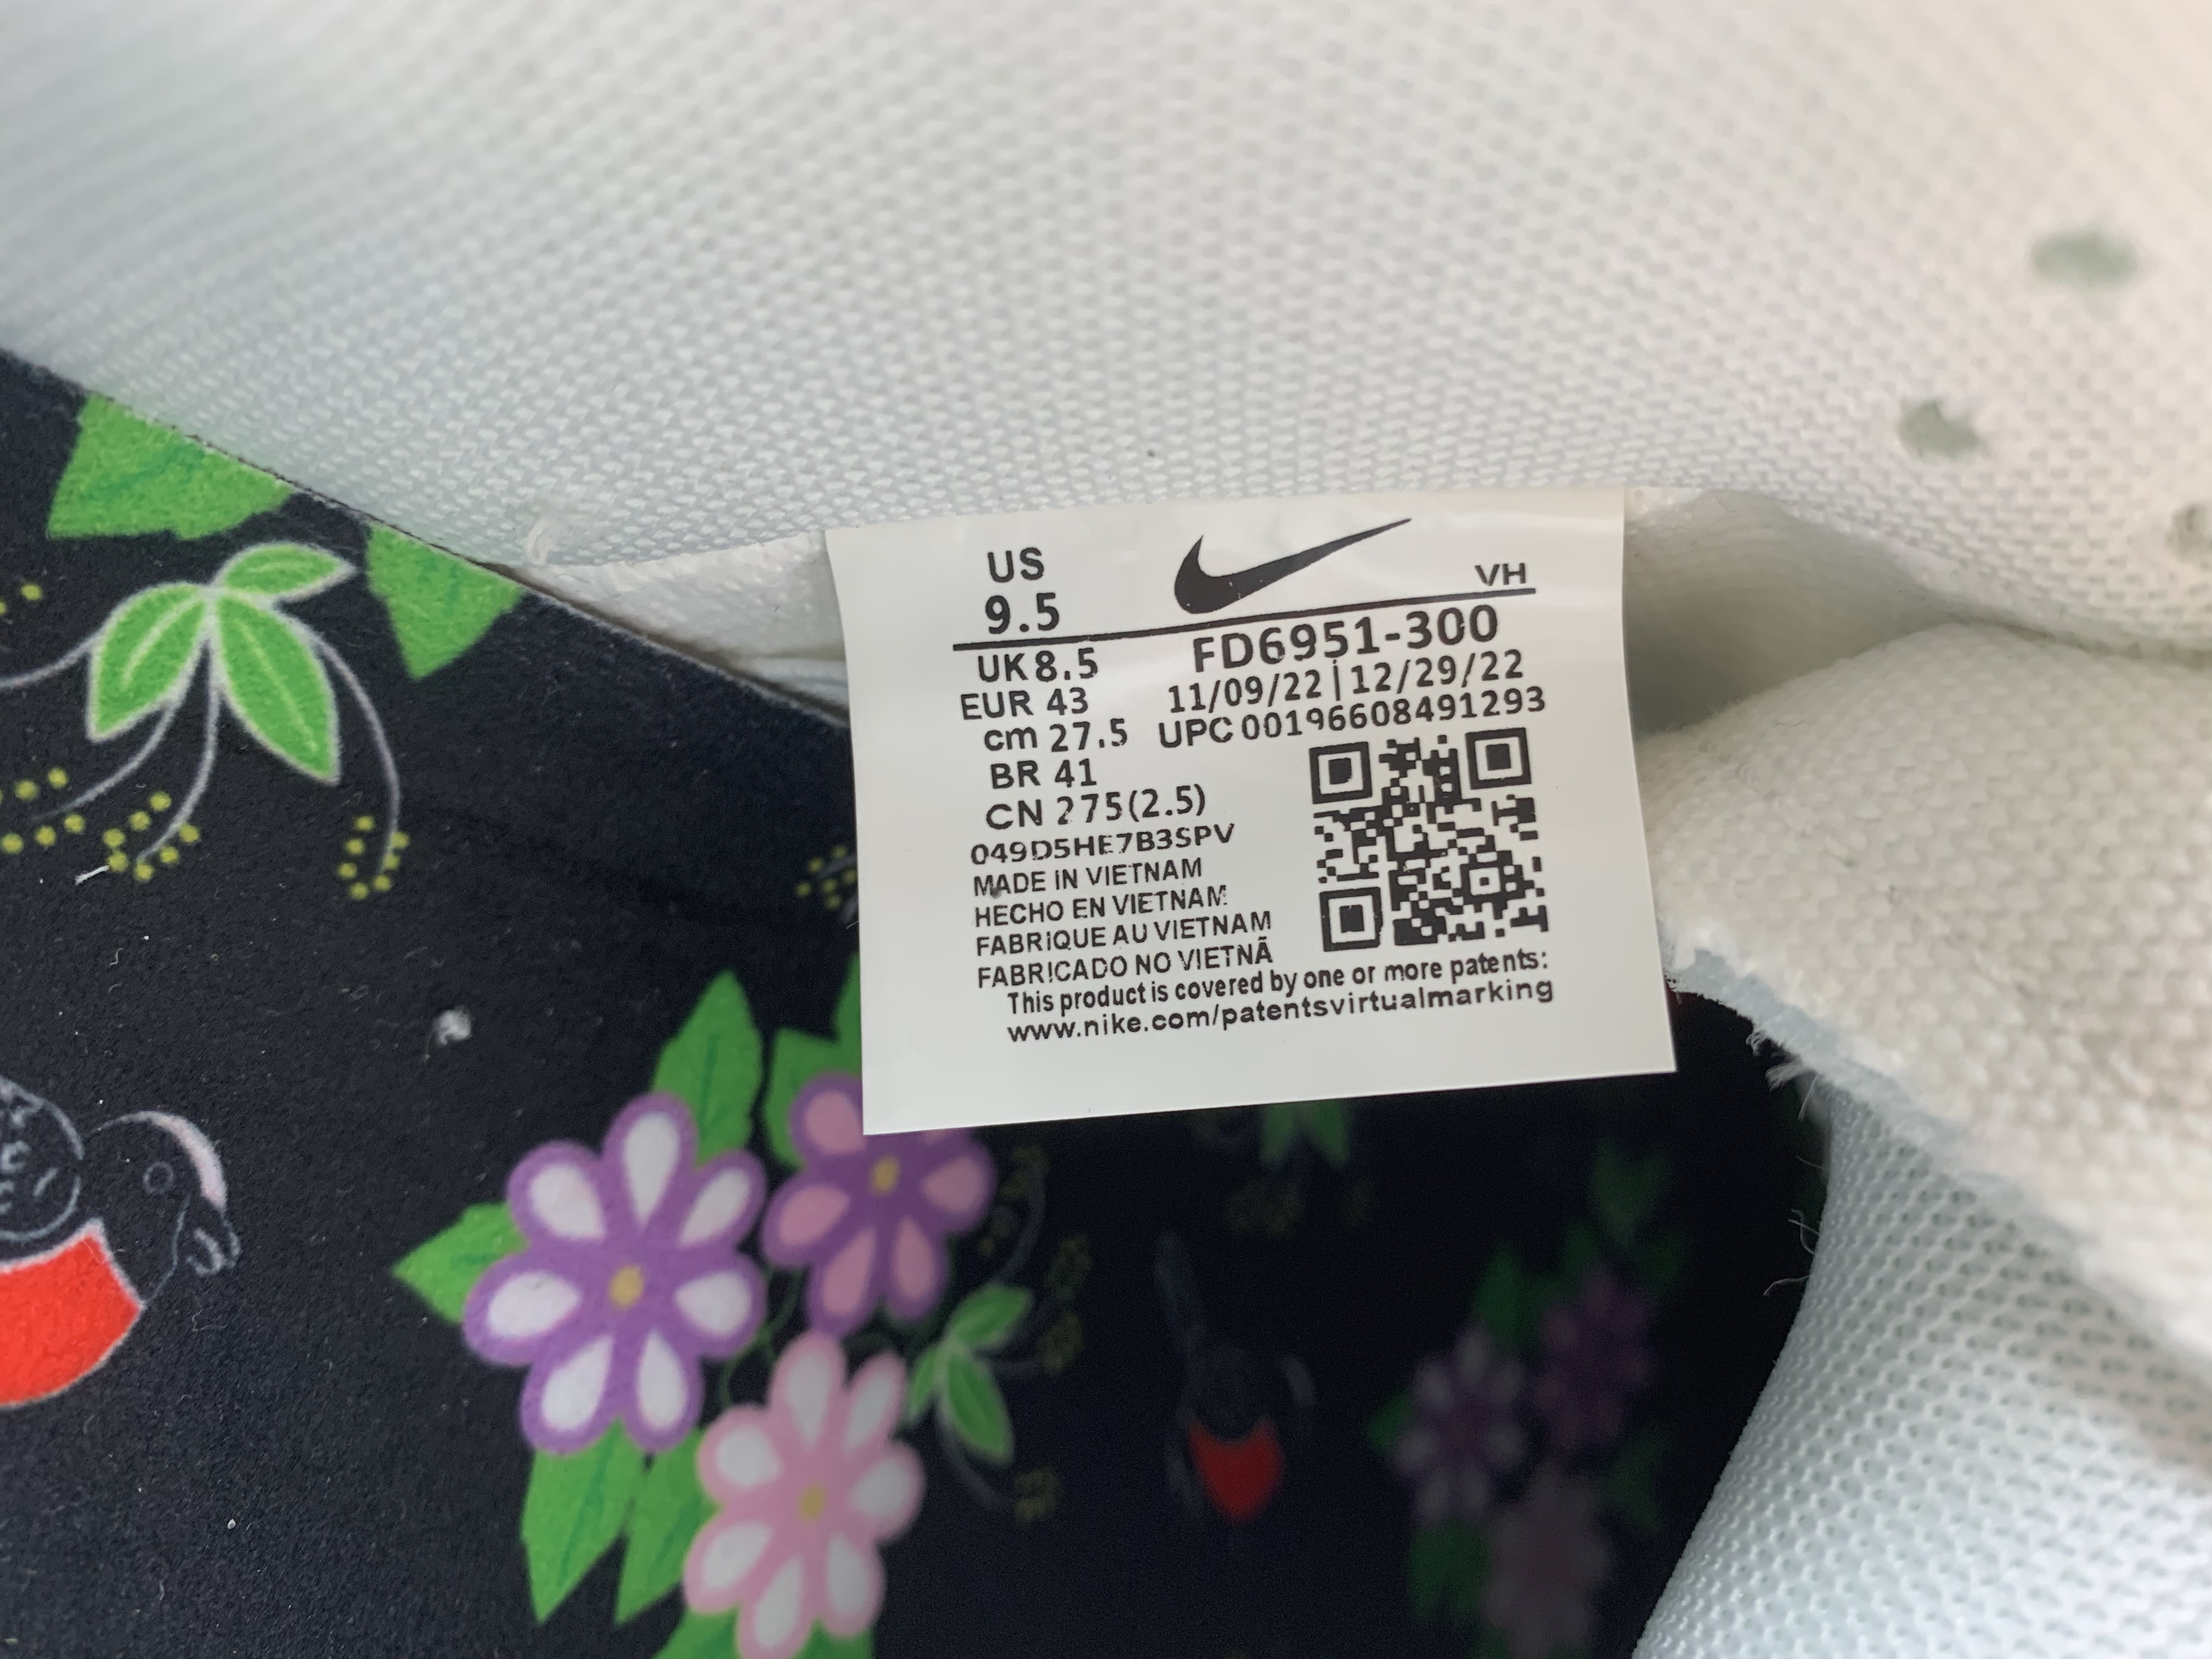 US
9.5
VH
UK 8.5
EUR 43
cm 27.5
BR 41
CN 275(2.5)
FD6951-300
11/09/22|12/29/22
UPC 00196608491293
049D5HE7B3SPV
MADE IN VIETNAM
HECHO EN VIETNAM
FABRIQUE AU VIETNAM
FABRICADO NO VIETNÃ
This product is covered by one or more patents:
www.nike.com/patentsvirtualmarking